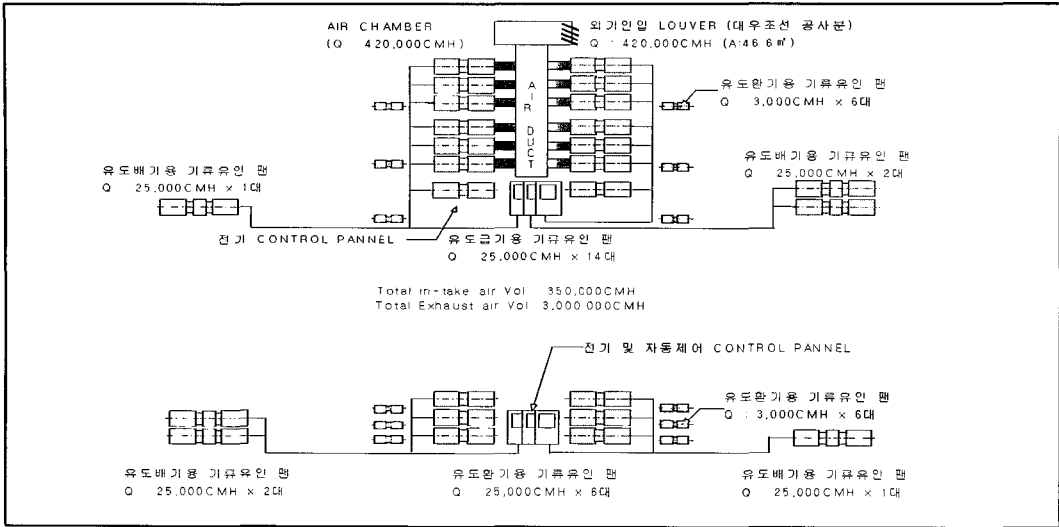 AIR CHAMBER
(Q 420,000CMH)
외기인입 LOUVER (대우조선 공사분)
Q : 420,000CMH (A:46 6㎡)
AIR DUCT
유도환기용 기류유인 팬
Q 3,000CMH × 6대
유도배기용 기류유인 팬
Q 25,000CMH × 1대
유도배기용 기류유인 팬
Q 25,000CMH × 2대
전기 CONTROL PANNEL
유도급기용 기류유인 팬
Q 25,000CMH × 14대
Total in-take air Vol 350,000CMH
Total Exhaust air Vol 3,000 000CMH
전기 및 자동제어 CONTROL PANNEL
유도환기용 기류유인 팬
Q : 3,000CMH × 6대
유도배기용 기류유인 팬
Q 25,000CMH × 2대
유도환기용 기류유인 팬
Q 25,000CMH × 6대
유도배기용 기류유인 팬
Q 25,000CMH × 1대